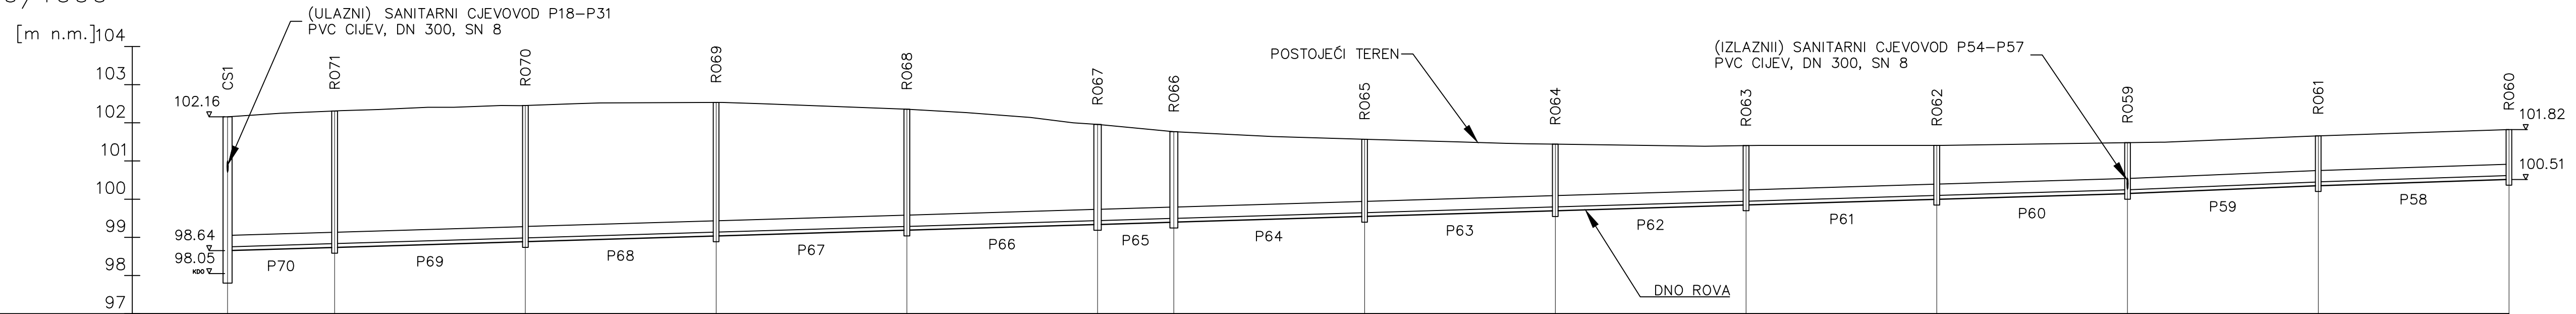 (ULAZNI) SANITARNI CJEVOVOD P18-P31
PVC CIJEV, DN 300, SN 8
[m n.m.]
104
103
102
101
100
99
98
97
102.16
98.64
98.05
KDO
CS1
RO71
RO70
RO69
RO68
RO67
RO66
RO65
RO64
RO63
RO62
RO59
RO61
RO60
POSTOJEĆI TEREN
(IZLAZNII) SANITARNI CJEVOVOD P54-P57
PVC CIJEV, DN 300, SN 8
101.82
100.51
P70
P69
P68
P67
P66
P65
P64
P63
P62
P61
P60
P59
P58
DNO ROVA